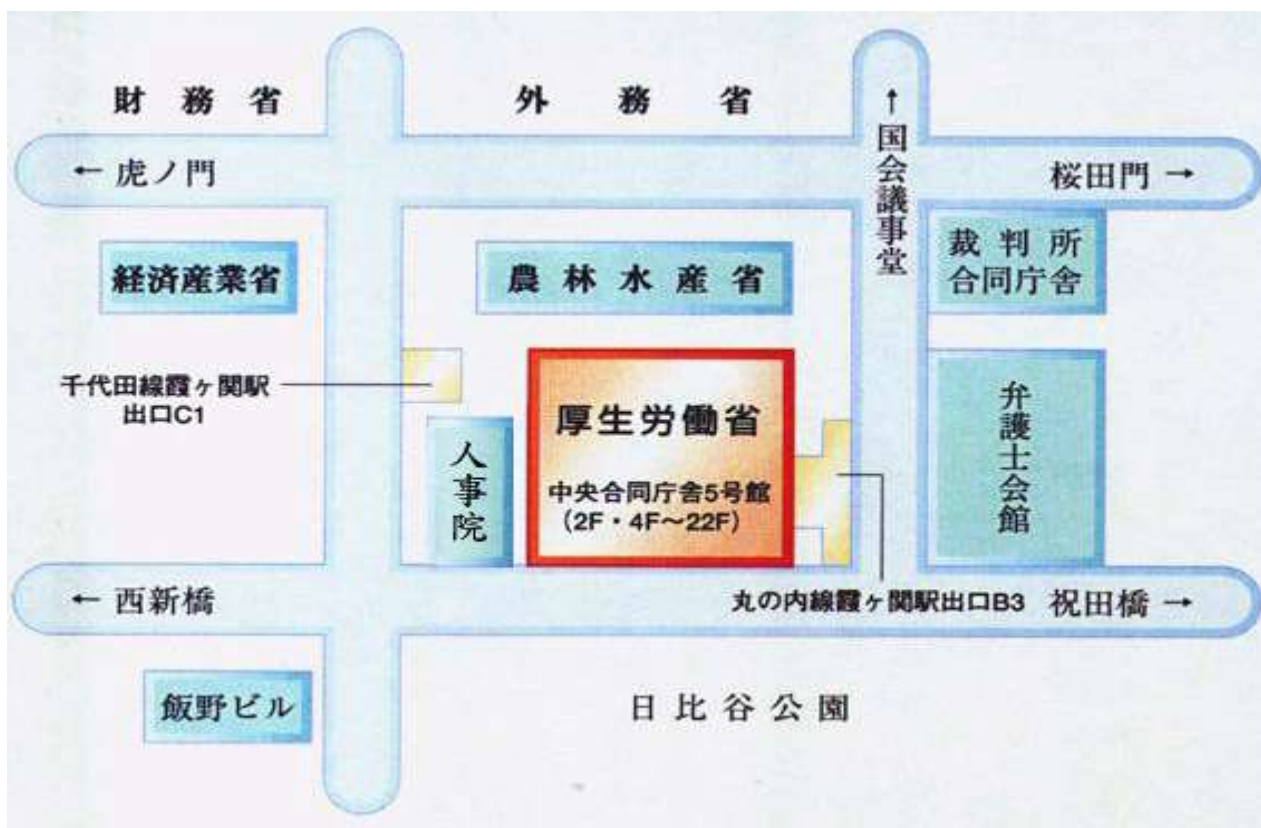 財務省
外務省
↑国会議事堂
← 虎ノ門
桜田門 →
経済産業省
農林水産省
裁判所
合同庁舎
千代田線霞ヶ関駅
出口C1
人事院
厚生労働省
中央合同庁舎5号館
(2F・4F〜22F)
弁護士会館
← 西新橋
丸の内線霞ヶ関駅出口B3
祝田橋 →
飯野ビル
日比谷公園